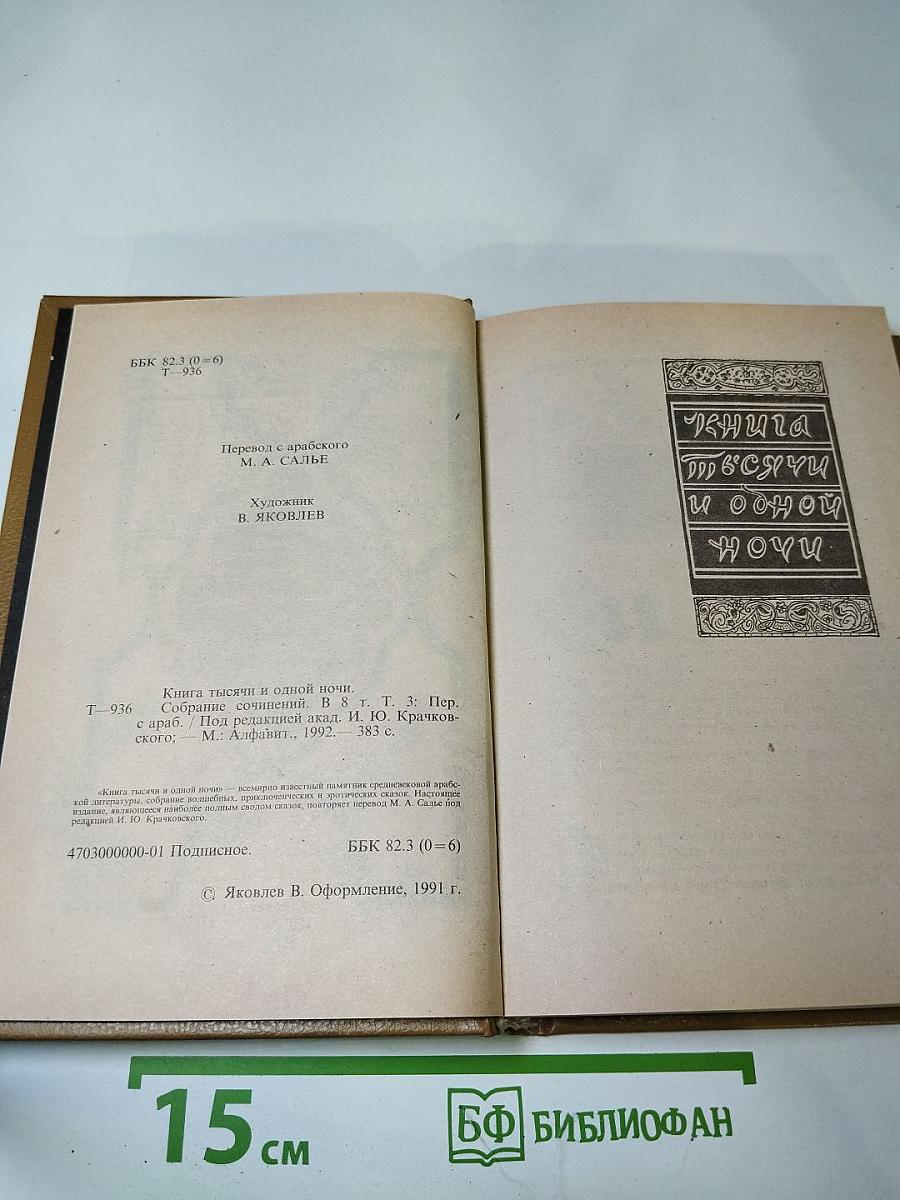 ББК 82.3 (0=6)
Т—936
Перевод с арабского
М. А. САЛЬЕ
Художник
В. ЯКОВЛЕВ
Книга тысячи и одной ночи.
Т—936 Собрание сочинений. В 8 т. Т. 3: Пер.
с араб. / Под редакцией акад. И. Ю. Крачков-
ского; — М.: Алфавит., 1992.— 383 с.
«Книга тысячи и одной ночи» — всемирно известный памятник средневековой арабс-
кой литературы, собрание волшебных, приключенческих и эротических сказок. Настоящее
издание, являющееся наиболее полным сводом сказок, повторяет перевод М. А. Салье под
редакцией И. Ю. Крачковского.
4703000000-01 Подписное. ББК 82.3 (0=6)
© Яковлев В. Оформление, 1991 г.
КНИГА
ТЫСЯЧИ
И ОДНОЙ
НОЧИ
15 см
БФ БИБЛИОФАН